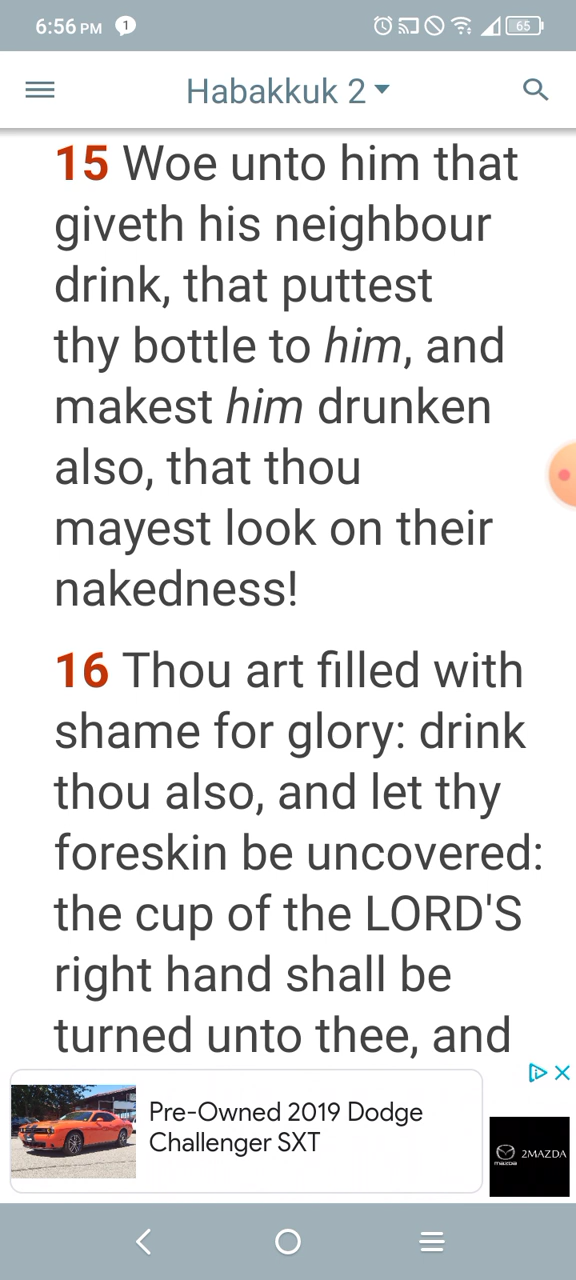 6:56 PM 1 65
Habakkuk 2
15 Woe unto him that
giveth his neighbour
drink, that puttest
thy bottle to him, and
makest him drunken
also, that thou
mayest look on their
nakedness!
16 Thou art filled with
shame for glory: drink
thou also, and let thy
foreskin be uncovered:
the cup of the LORD'S
right hand shall be
turned unto thee, and
Pre-Owned 2019 Dodge
Challenger SXT
mazda 2MAZDA